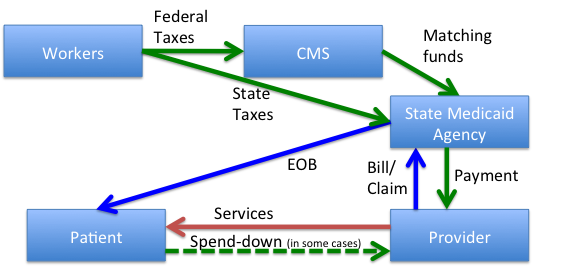 Federal
Taxes
Workers
CMS
Matching
funds
State
Taxes
State Medicaid
Agency
EOB
Bill/
Claim
Payment
Services
Patient
Provider
Spend-down (in some cases)